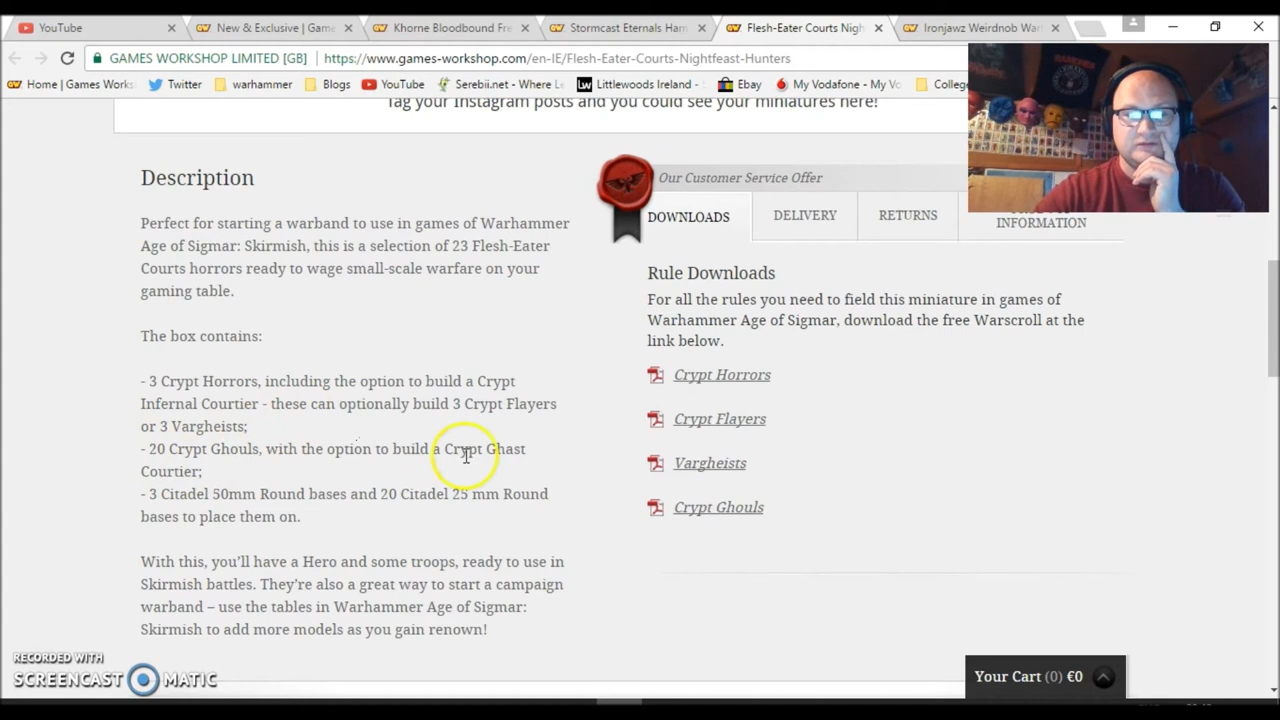 YouTube
New & Exclusive | Game
Khorne Bloodbound Fre
Stormcast Eternals Ham
Flesh-Eater Courts Nigh
Ironjawz Weirdnob War
GAMES WORKSHOP LIMITED [GB]
https://www.games-workshop.com/en-IE/Flesh-Eater-Courts-Nightfeast-Hunters
Home | Games Works
Twitter
warhammer
Blogs
YouTube
Serebii.net - Where Le
Littlewoods Ireland -
Ebay
My Vodafone - My Vo
College
Tag your Instagram posts and you could see your miniatures here!
Description
Perfect for starting a warband to use in games of Warhammer
Age of Sigmar: Skirmish, this is a selection of 23 Flesh-Eater
Courts horrors ready to wage small-scale warfare on your
gaming table.
The box contains:
- 3 Crypt Horrors, including the option to build a Crypt
Infernal Courtier - these can optionally build 3 Crypt Flayers
or 3 Vargheists;
- 20 Crypt Ghouls, with the option to build a Crypt Ghast
Courtier;
- 3 Citadel 50mm Round bases and 20 Citadel 25 mm Round
bases to place them on.
With this, you’ll have a Hero and some troops, ready to use in
Skirmish battles. They’re also a great way to start a campaign
warband – use the tables in Warhammer Age of Sigmar:
Skirmish to add more models as you gain renown!
Our Customer Service Offer
DOWNLOADS
DELIVERY
RETURNS
INFORMATION
Rule Downloads
For all the rules you need to field this miniature in games of
Warhammer Age of Sigmar, download the free Warscroll at the
link below.
Crypt Horrors
Crypt Flayers
Vargheists
Crypt Ghouls
RECORDED WITH
SCREENCAST MATIC
Your Cart (0) €0